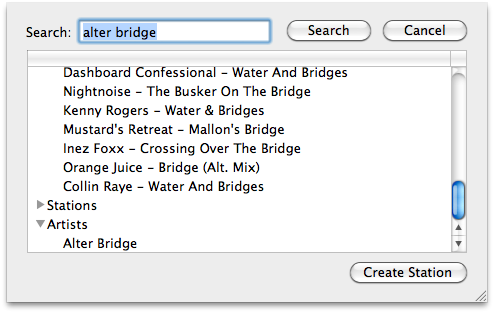 Search: alter bridge Search Cancel
Dashboard Confessional – Water And Bridges
Nightnoise – The Busker On The Bridge
Kenny Rogers – Water & Bridges
Mustard's Retreat – Mallon's Bridge
Inez Foxx – Crossing Over The Bridge
Orange Juice – Bridge (Alt. Mix)
Collin Raye – Water And Bridges
Stations
Artists
Alter Bridge
Create Station